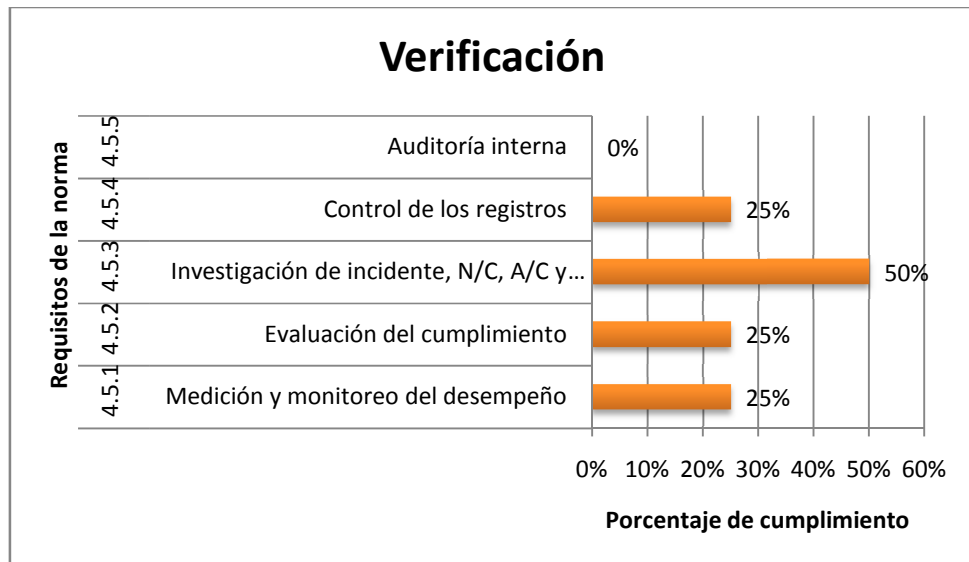 Verificación
Requisitos de la norma
4.5.5
Auditoría interna
0%
4.5.4
Control de los registros
25%
4.5.3
Investigación de incidente, N/C, A/C y...
50%
4.5.2
Evaluación del cumplimiento
25%
4.5.1
Medición y monitoreo del desempeño
25%
0% 10% 20% 30% 40% 50% 60%
Porcentaje de cumplimiento